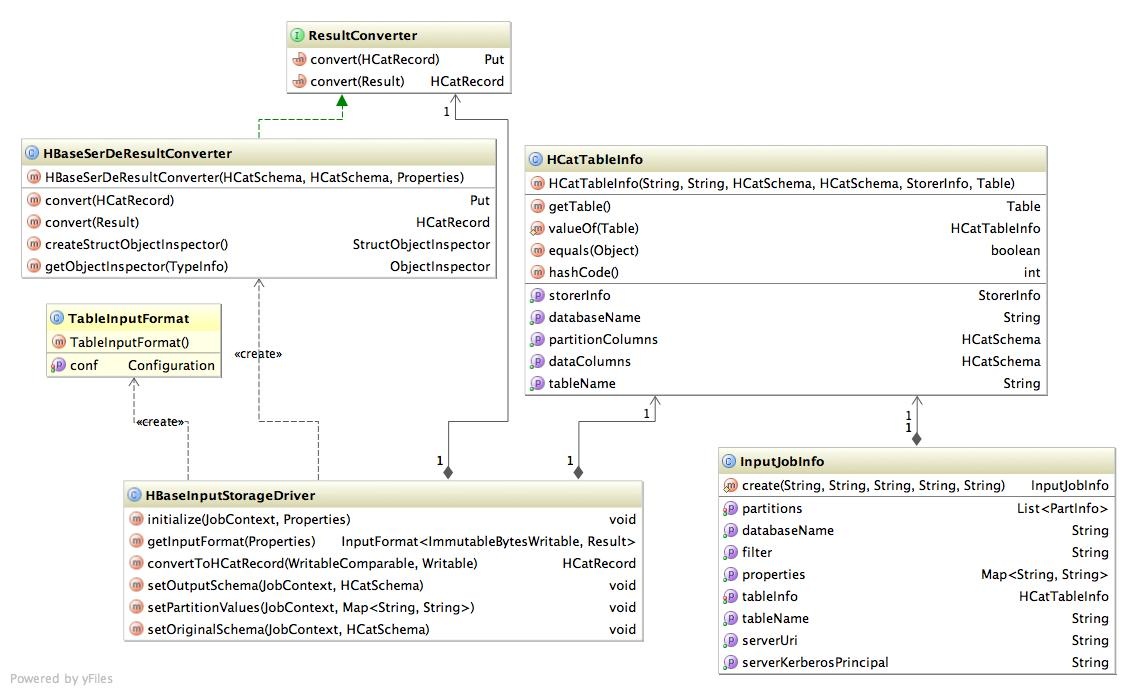 I ResultConverter
m convert(HCatRecord) Put
m convert(Result) HCatRecord
1
C HBaseSerDeResultConverter
m HBaseSerDeResultConverter(HCatSchema, HCatSchema, Properties)
m convert(HCatRecord) Put
m convert(Result) HCatRecord
m createStructObjectInspector() StructObjectInspector
m getObjectInspector(TypeInfo) ObjectInspector
C HCatTableInfo
m HCatTableInfo(String, String, HCatSchema, HCatSchema, StorerInfo, Table)
m getTable() Table
m valueOf(Table) HCatTableInfo
m equals(Object) boolean
m hashCode() int
p storerInfo StorerInfo
p databaseName String
p partitionColumns HCatSchema
p dataColumns HCatSchema
p tableName String
C TableInputFormat
m TableInputFormat()
p conf Configuration
«create»
«create»
1
1
1
1
1
C HBaseInputStorageDriver
m initialize(JobContext, Properties) void
m getInputFormat(Properties) InputFormat<ImmutableBytesWritable, Result>
m convertToHCatRecord(WritableComparable, Writable) HCatRecord
m setOutputSchema(JobContext, HCatSchema) void
m setPartitionValues(JobContext, Map<String, String>) void
m setOriginalSchema(JobContext, HCatSchema) void
C InputJobInfo
m create(String, String, String, String, String) InputJobInfo
p partitions List<PartInfo>
p databaseName String
p filter String
p properties Map<String, String>
p tableInfo HCatTableInfo
p tableName String
p serverUri String
p serverKerberosPrincipal String
Powered by yFiles